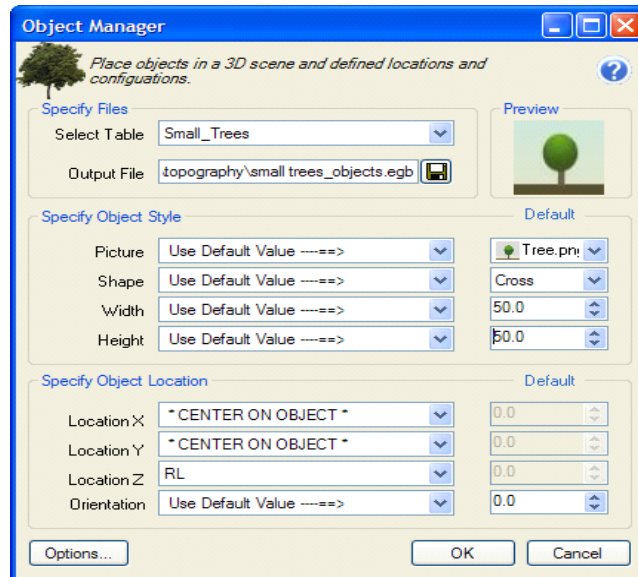 Object Manager
Place objects in a 3D scene and defined locations and
configuations.
Specify Files
Preview
Select Table Small_Trees
Output File .topography\small trees_objects.egb
Specify Object Style Default
Picture Use Default Value ----==> Tree.pn
Shape Use Default Value ----==> Cross
Width Use Default Value ----==> 50.0
Height Use Default Value ----==> 50.0
Specify Object Location Default
Location X * CENTER ON OBJECT * 0.0
Location Y * CENTER ON OBJECT * 0.0
Location Z RL 0.0
Orientation Use Default Value ----==> 0.0
Options... OK Cancel